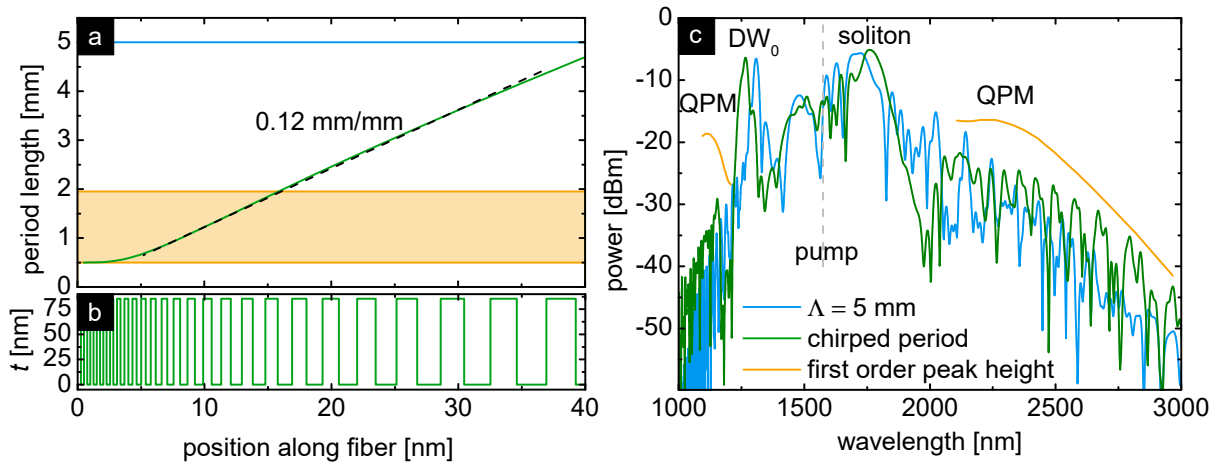 a
period length [mm]
5
4
3
2
1
0
0.12 mm/mm
b
t [nm]
75
50
25
0
0
10
20
30
40
position along fiber [nm]
c
power [dBm]
0
-10
-20
-30
-40
-50
DW₀
soliton
QPM
QPM
pump
Λ = 5 mm
chirped period
first order peak height
1000
1500
2000
2500
3000
wavelength [nm]